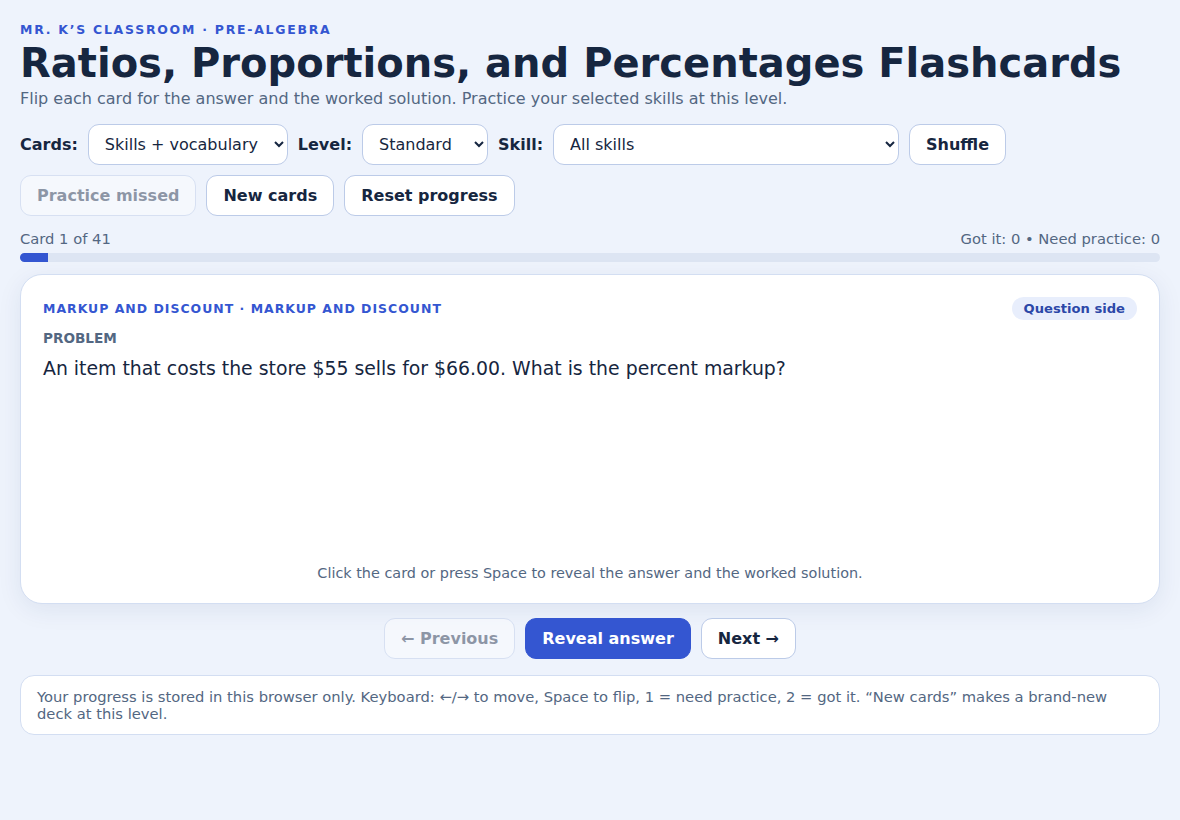 MR. K’S CLASSROOM · PRE-ALGEBRA
Ratios, Proportions, and Percentages Flashcards
Flip each card for the answer and the worked solution. Practice your selected skills at this level.
Cards: Skills + vocabulary Level: Standard Skill: All skills Shuffle
Practice missed New cards Reset progress
Card 1 of 41 Got it: 0 • Need practice: 0
MARKUP AND DISCOUNT · MARKUP AND DISCOUNT Question side
PROBLEM
An item that costs the store $55 sells for $66.00. What is the percent markup?
Click the card or press Space to reveal the answer and the worked solution.
← Previous Reveal answer Next →
Your progress is stored in this browser only. Keyboard: ←/→ to move, Space to flip, 1 = need practice, 2 = got it. “New cards” makes a brand-new
deck at this level.